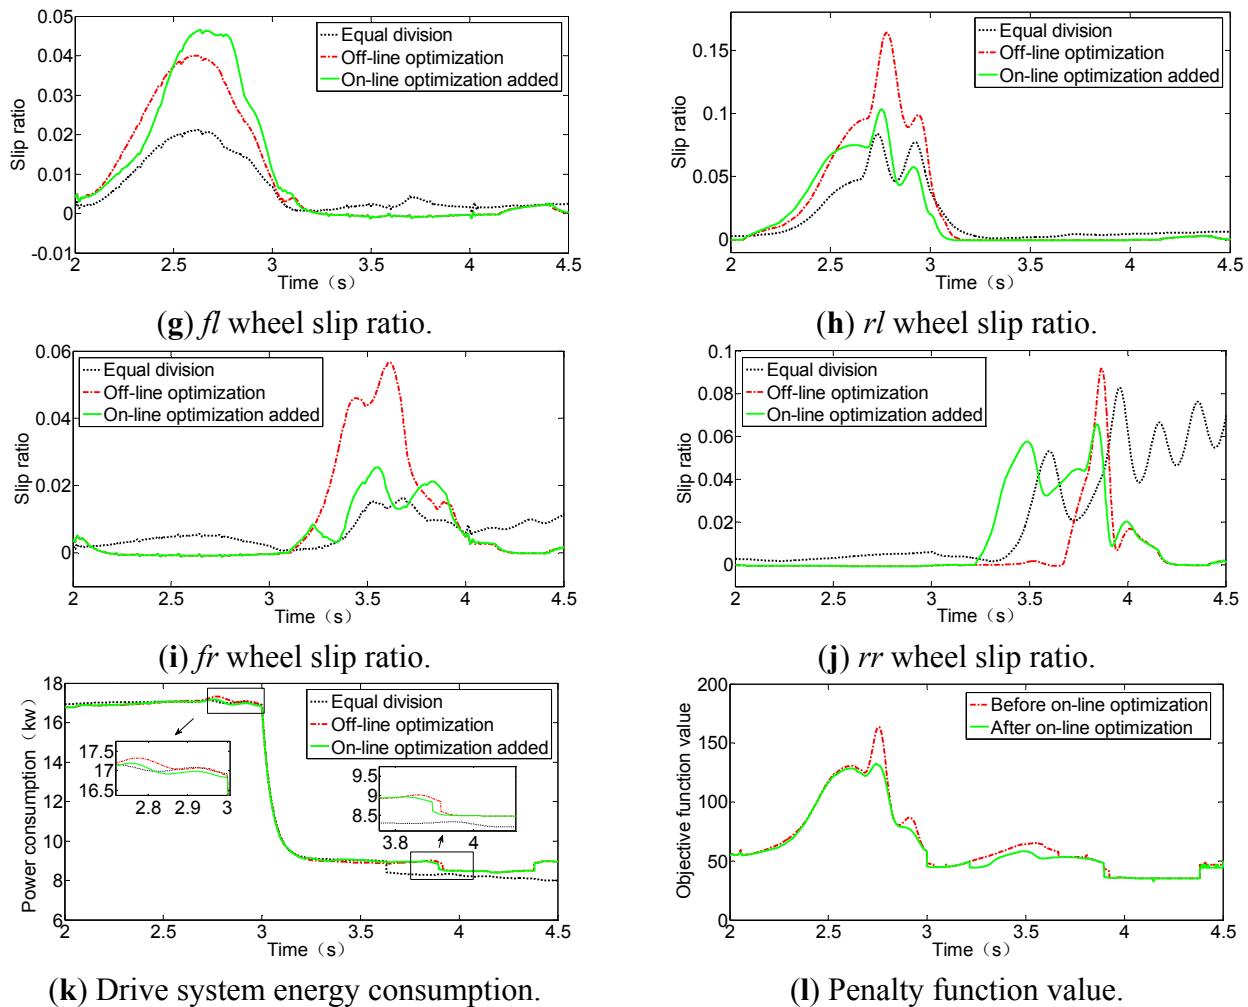 0.05
0.04
0.03
0.02
0.01
0
-0.01
Slip ratio
Equal division
Off-line optimization
On-line optimization added
2 2.5 3 3.5 4 4.5
Time（s）
(g) fl wheel slip ratio.
0.15
0.1
0.05
0
Slip ratio
Equal division
Off-line optimization
On-line optimization added
2 2.5 3 3.5 4 4.5
Time（s）
(h) rl wheel slip ratio.
0.06
0.04
0.02
0
Slip ratio
Equal division
Off-line optimization
On-line optimization added
2 2.5 3 3.5 4 4.5
Time（s）
(i) fr wheel slip ratio.
0.1
0.08
0.06
0.04
0.02
0
Slip ratio
Equal division
Off-line optimization
On-line optimization added
2 2.5 3 3.5 4 4.5
Time（s）
(j) rr wheel slip ratio.
18
16
14
12
10
8
6
Power consumption（kw）
Equal division
Off-line optimization
On-line optimization added
17.5
17
16.5
2.8 2.9 3
9.5
9
8.5
3.8 4
2 2.5 3 3.5 4 4.5
Time（s）
(k) Drive system energy consumption.
200
150
100
50
0
Objective function value
Before on-line optimization
After on-line optimization
2 2.5 3 3.5 4 4.5
Time（s）
(l) Penalty function value.